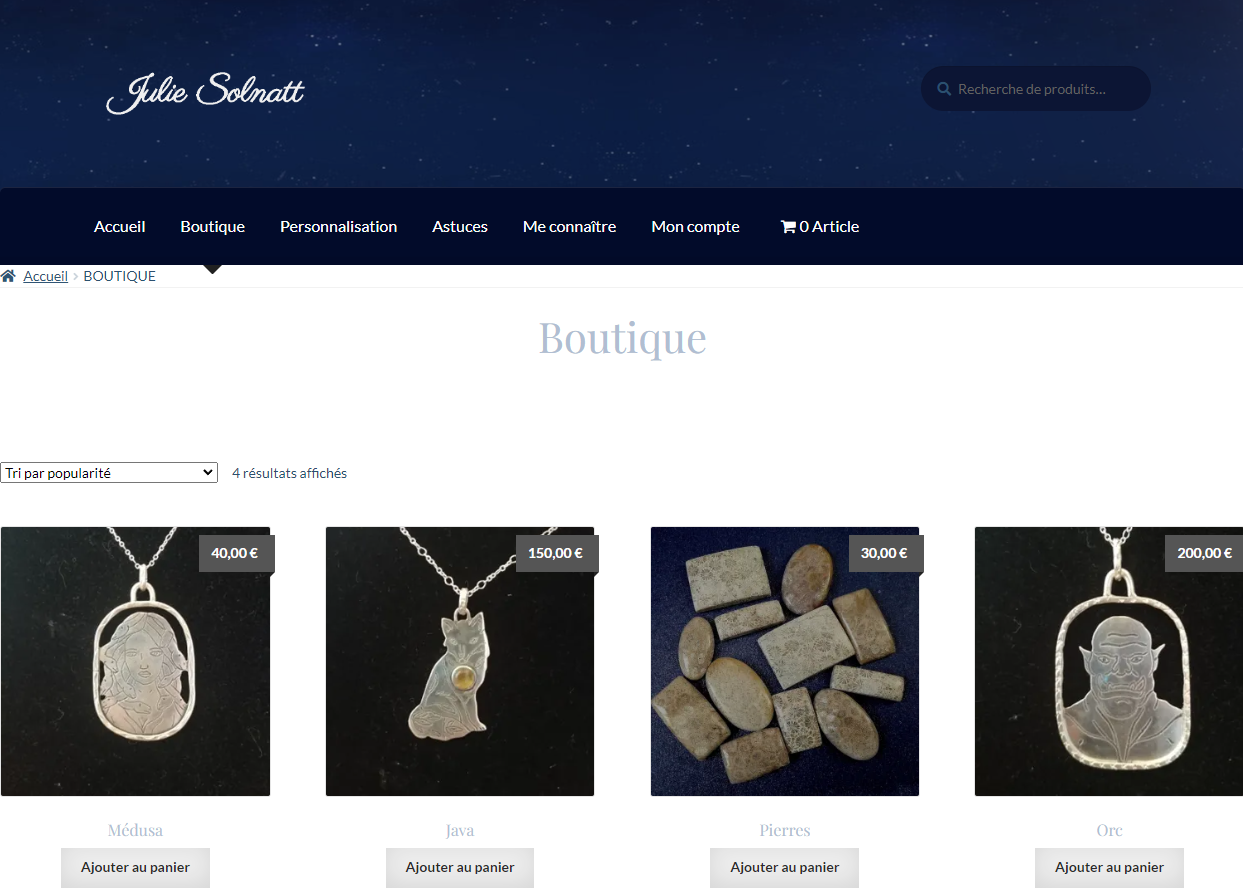 Julie Solnatt
Recherche de produits...
Accueil Boutique Personnalisation Astuces Me connaître Mon compte 0 Article
Accueil BOUTIQUE
Boutique
Tri par popularité 4 résultats affichés
40,00 € 150,00 € 30,00 € 200,00 €
Médusa Java Pierres Orc
Ajouter au panier Ajouter au panier Ajouter au panier Ajouter au panier